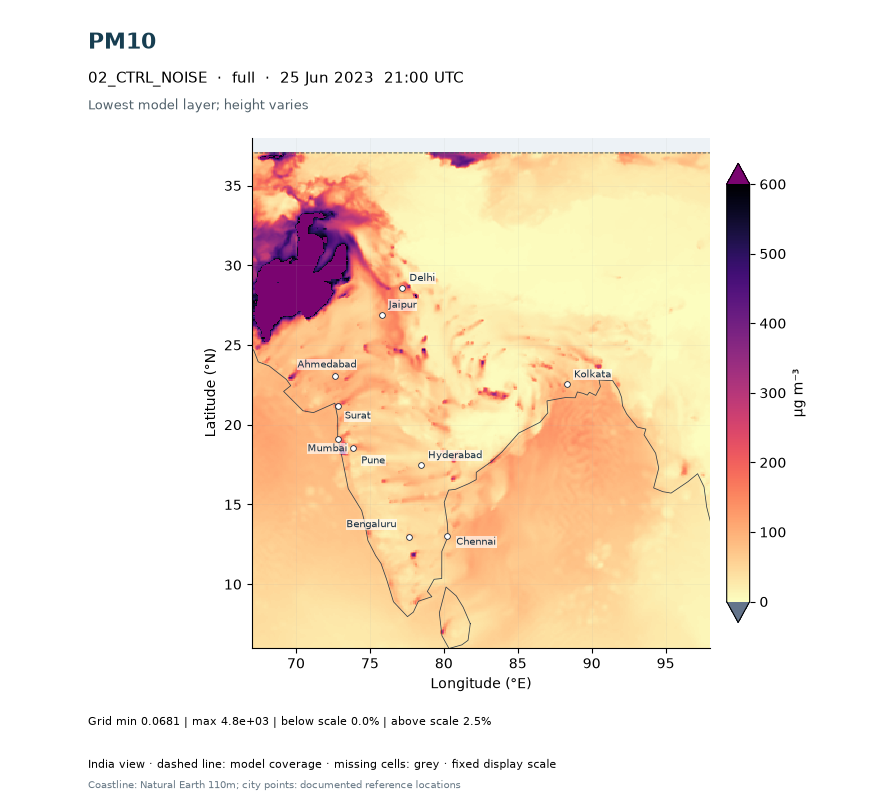 PM10
02_CTRL_NOISE · full · 25 Jun 2023 21:00 UTC
Lowest model layer; height varies
35
30
25
20
15
10
Latitude (°N)
70
75
80
85
90
95
Longitude (°E)
Delhi
Jaipur
Ahmedabad
Kolkata
Surat
Mumbai
Pune
Hyderabad
Bengaluru
Chennai
600
500
400
300
200
100
0
μg m⁻³
Grid min 0.0681 | max 4.8e+03 | below scale 0.0% | above scale 2.5%
India view · dashed line: model coverage · missing cells: grey · fixed display scale
Coastline: Natural Earth 110m; city points: documented reference locations